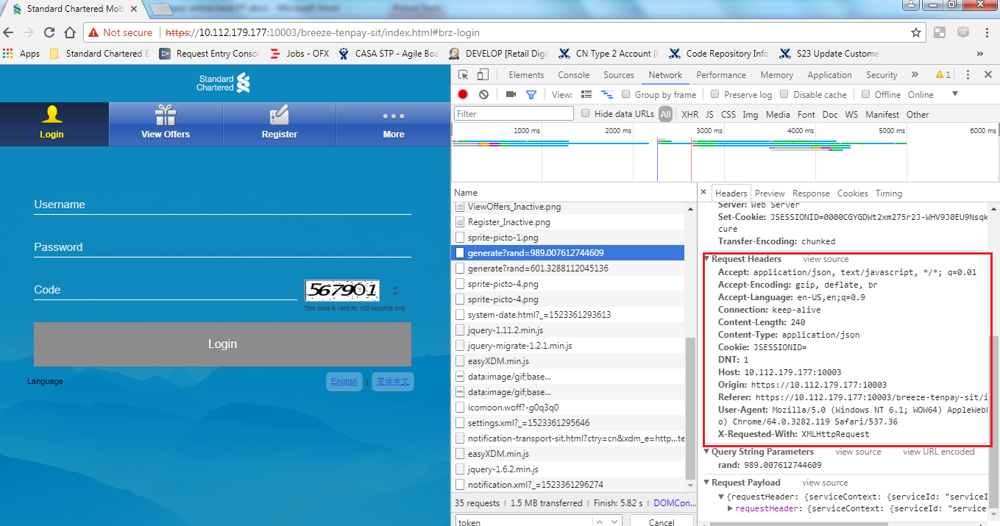 Standard Chartered Mob
Not secure
https://10.112.179.177:10003/breeze-tenpay-sit/index.html#brz-login
Apps
Standard Chartered B
Request Entry Consol
Jobs - OFX
CASA STP - Agile Boa
DEVELOP [Retail Digit
CN Type 2 Account (C
Code Repository Info
S23 Update Custome
»
Standard
Chartered
Login
View Offers
Register
More
Username
Password
Code
567901
This code is valid for 120 seconds only
Login
Language
English
|
简体中文
Elements
Console
Sources
Network
Performance
Memory
Application
Security
»
1
View:
Group by frame
Preserve log
Disable cache
Offline
Online
Filter
Hide data URLs
All
XHR
JS
CSS
Img
Media
Font
Doc
WS
Manifest
Other
1000 ms
2000 ms
3000 ms
4000 ms
5000 ms
6000 ms
Name
ViewOffers_Inactive.png
Register_Inactive.png
sprite-picto-1.png
generate?rand=989.007612744609
generate?rand=601.3288112045136
sprite-picto-4.png
sprite-picto-4.png
system-date.html?_=1523361293613
jquery-1.11.2.min.js
jquery-migrate-1.2.1.min.js
easyXDM.min.js
data:image/gif;base...
data:image/gif;base...
icomoon.woff?-g0q3q0
settings.xml?_=1523361295646
notification-transport-sit.html?ctry=cn&xdm_e=http...te
easyXDM.min.js
jquery-1.6.2.min.js
notification.xml?_=1523361296274
35 requests | 1.5 MB transferred | Finish: 5.82 s | DOMCon...
token
Cancel
Headers
Preview
Response
Cookies
Timing
Server: Web Server
Set-Cookie: JSESSIONID=0000CGYGDWt2xm275r2J-WHV9J0EU9Nsqk
cure
Transfer-Encoding: chunked
Request Headers
view source
Accept: application/json, text/javascript, */*; q=0.01
Accept-Encoding: gzip, deflate, br
Accept-Language: en-US,en;q=0.9
Connection: keep-alive
Content-Length: 240
Content-Type: application/json
Cookie: JSESSIONID=
DNT: 1
Host: 10.112.179.177:10003
Origin: https://10.112.179.177:10003
Referer: https://10.112.179.177:10003/breeze-tenpay-sit/i
User-Agent: Mozilla/5.0 (Windows NT 6.1; WOW64) AppleWeb
o) Chrome/64.0.3282.119 Safari/537.36
X-Requested-With: XMLHttpRequest
Query String Parameters
view source
view URL encoded
rand: 989.007612744609
Request Payload
view source
{requestHeader: {serviceContext: {serviceId: "serviceI
requestHeader: {serviceContext: {serviceId: "service